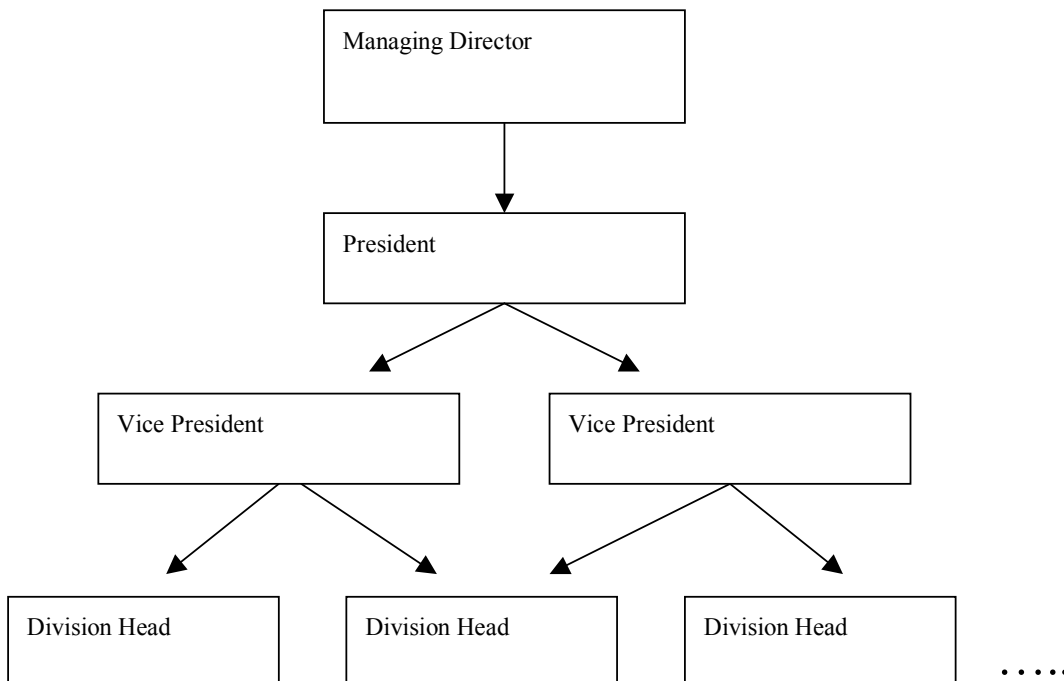 Managing Director
President
Vice President Vice President
Division Head Division Head Division Head .....